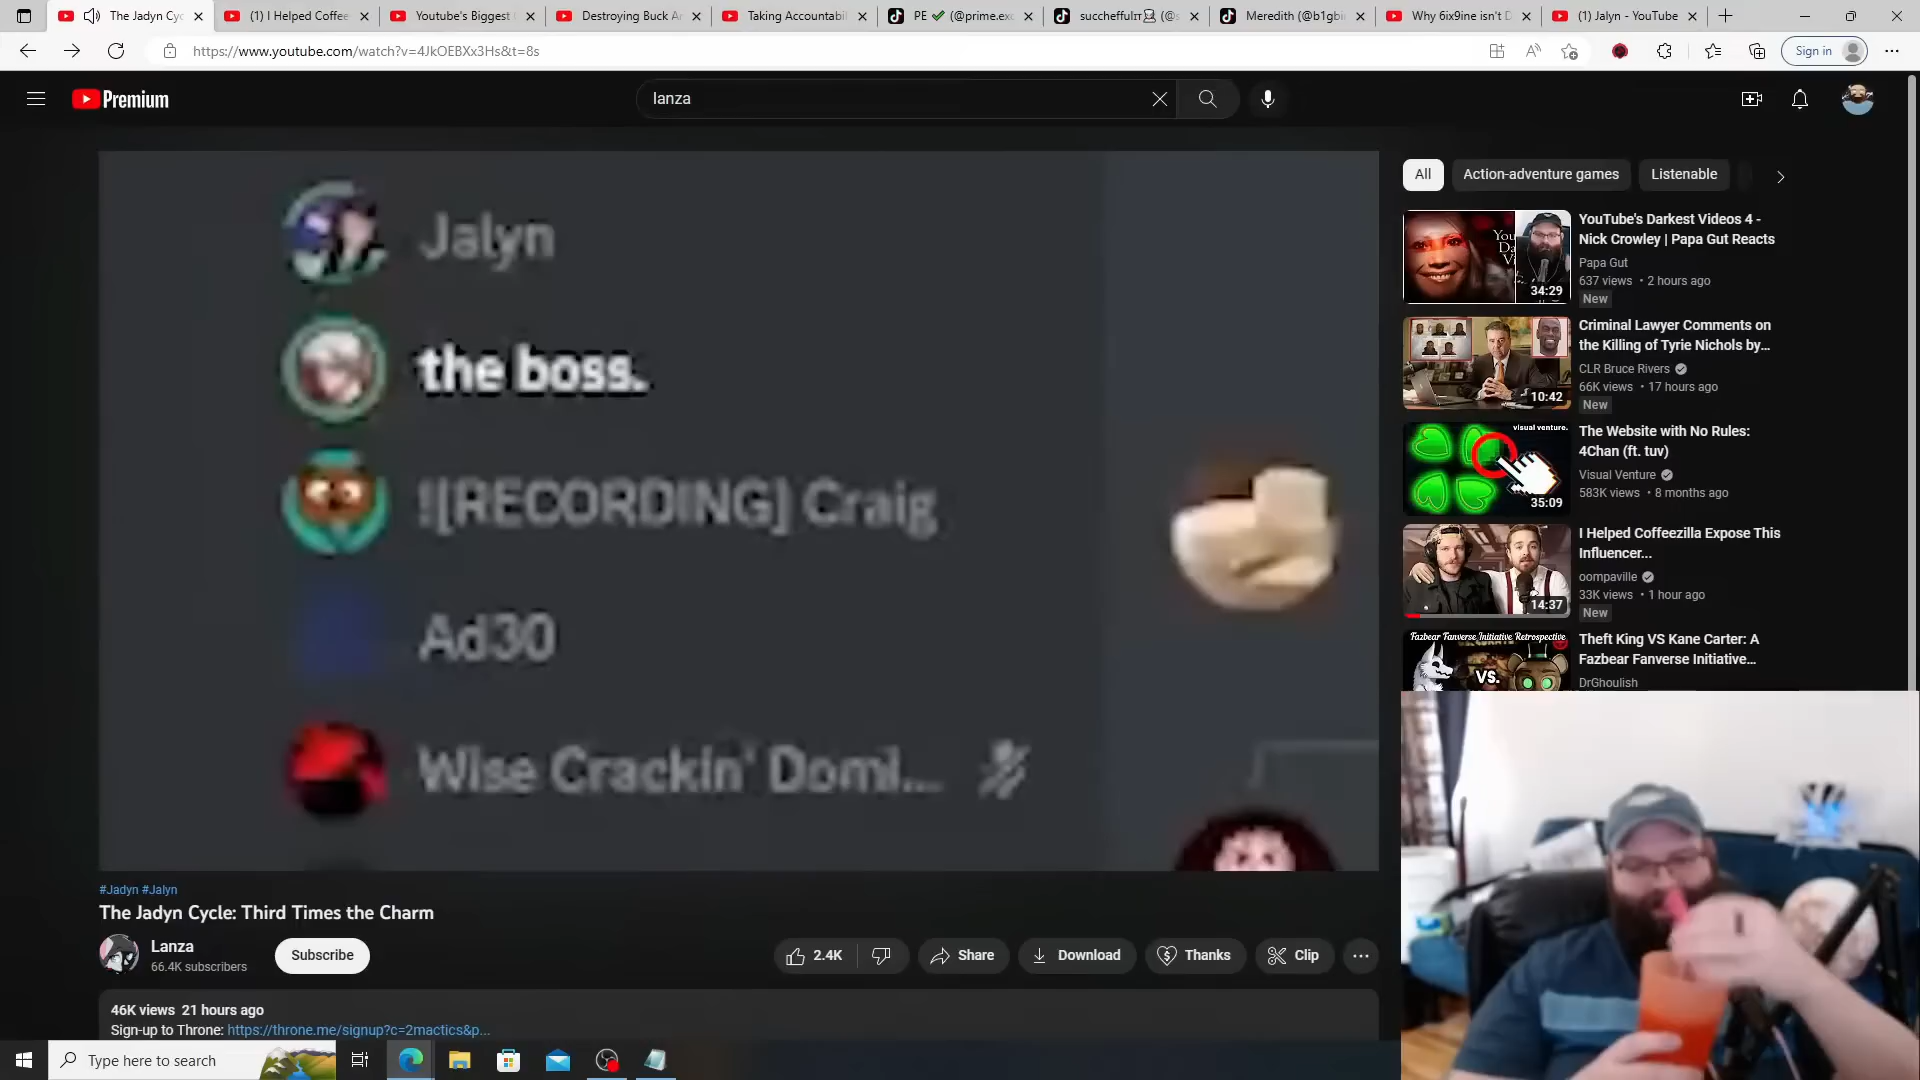 The Jadyn Cyc
(1) I Helped Coffee
Youtube's Biggest
Destroying Buck A
Taking Accountabil
PE ✔ (@prime.ex
Meredith (@b1gbi
Why 6ix9ine isn't D
(1) Jalyn - YouTube
https://www.youtube.com/watch?v=4JkOEBXx3Hs&t=8s
Sign in
Premium
lanza
Jalyn
the boss.
![RECORDING] Craig
Ad30
Wise Crackin' Domi...
All
Action-adventure games
Listenable
YouTube's Darkest Videos 4 -
Nick Crowley | Papa Gut Reacts
Papa Gut
637 views • 2 hours ago
New
34:29
Criminal Lawyer Comments on
the Killing of Tyrie Nichols by...
CLR Bruce Rivers
66K views • 17 hours ago
New
10:42
visual venture.
The Website with No Rules:
4Chan (ft. tuv)
Visual Venture
583K views • 8 months ago
35:09
I Helped Coffeezilla Expose This
Influencer...
oompaville
33K views • 1 hour ago
New
14:37
Fazbear Fanverse Initiative Retrospective
VS.
Theft King VS Kane Carter: A
Fazbear Fanverse Initiative...
DrGhoulish
#Jadyn #Jalyn
The Jadyn Cycle: Third Times the Charm
Lanza
66.4K subscribers
Subscribe
2.4K
Share
Download
Thanks
Clip
46K views 21 hours ago
Sign-up to Throne: https://throne.me/signup?c=2mactics&p...
Type here to search